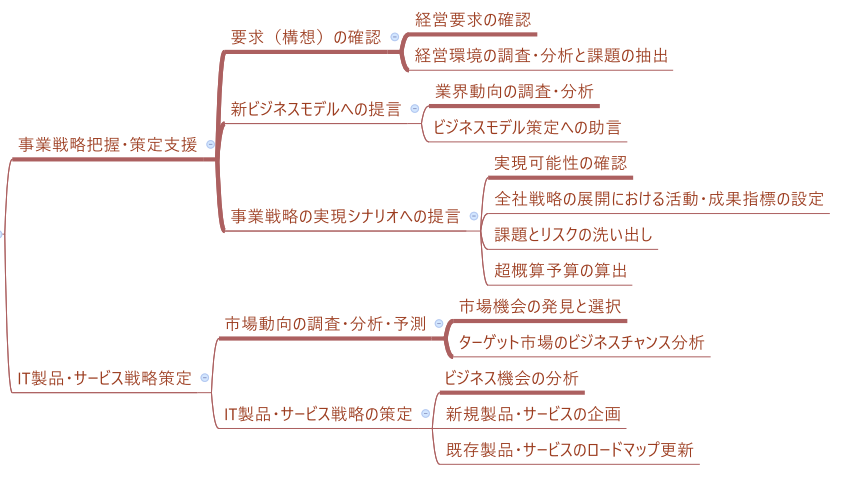 事業戦略把握・策定支援
要求（構想）の確認
経営要求の確認
経営環境の調査・分析と課題の抽出
新ビジネスモデルへの提言
業界動向の調査・分析
ビジネスモデル策定への助言
事業戦略の実現シナリオへの提言
実現可能性の確認
全社戦略の展開における活動・成果指標の設定
課題とリスクの洗い出し
超概算予算の算出
IT製品・サービス戦略策定
市場動向の調査・分析・予測
市場機会の発見と選択
ターゲット市場のビジネスチャンス分析
IT製品・サービス戦略の策定
ビジネス機会の分析
新規製品・サービスの企画
既存製品・サービスのロードマップ更新